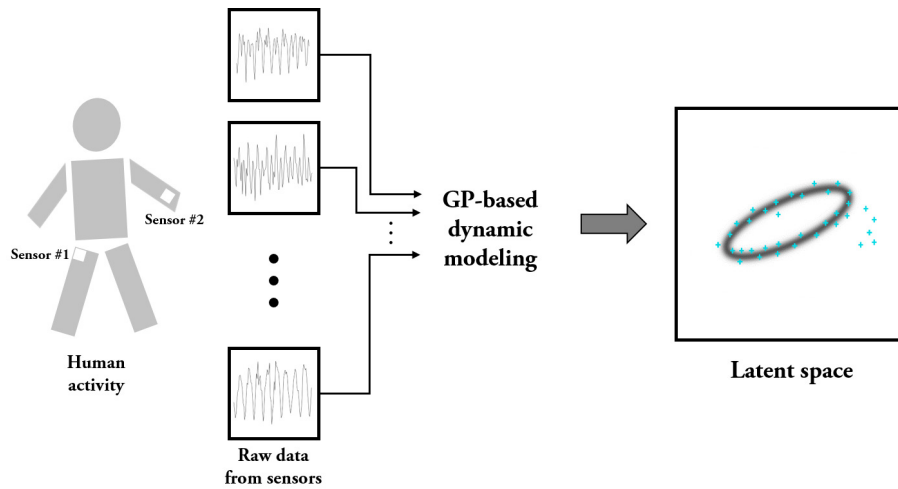 Sensor #2
Sensor #1
Human
activity
Raw data
from sensors
GP-based
dynamic
modeling
Latent space